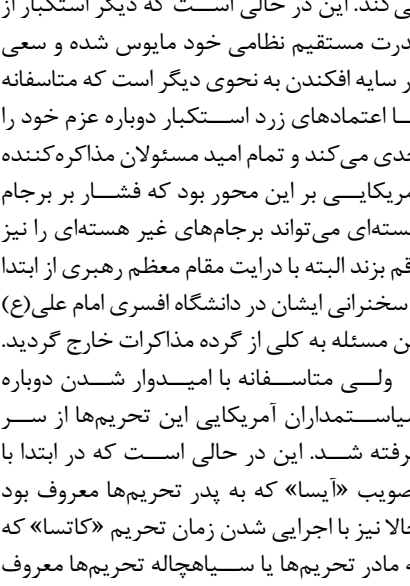 می‌کند. این در حالی است که دیگر استکبار از
قدرت مستقیم نظامی خود مایوس شده و سعی
سایه افکندن به نحوی دیگر است که متاسفانه
اعتمادهای زرد استکبار دوباره عزم خود را
جدی می‌کند و تمام امید مسئولان مذاکره‌کننده
آمریکایی بر این محور بود که فشار بر برجام
هسته‌ای می‌تواند برجام‌های غیر هسته‌ای را نیز
رقم بزند البته با درایت مقام معظم رهبری از ابتدا
سخنرانی ایشان در دانشگاه افسری امام علی(ع)
این مسئله به کلی از گرده مذاکرات خارج گردید.
ولی متاسفانه با امیدوار شدن دوباره
سیاستمداران آمریکایی این تحریم‌ها از سر
گرفته شد. این در حالی است که در ابتدا با
تصویب «آیسا» که به پدر تحریم‌ها معروف بود
حالا نیز با اجرایی شدن زمان تحریم «کاتسا» که
به مادر تحریم‌ها یا سیاهچاله تحریم‌ها معروف